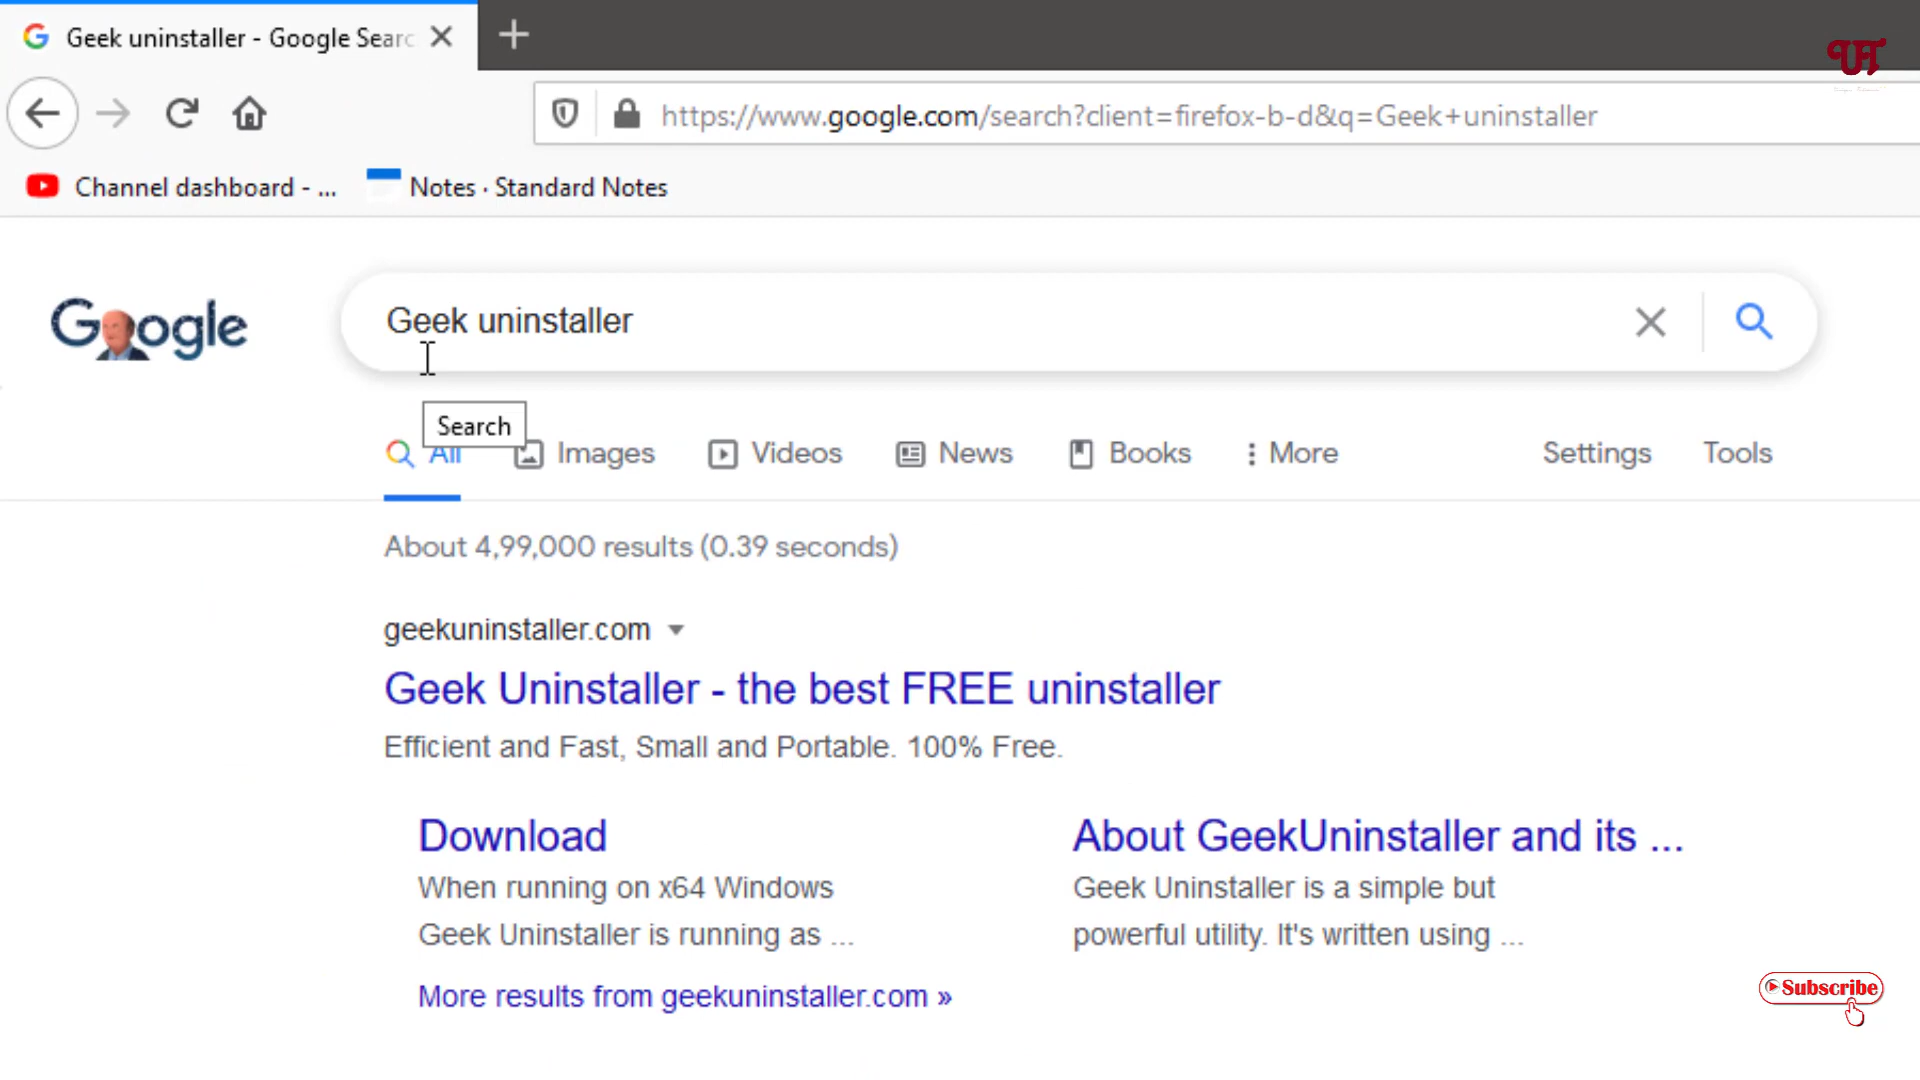 Geek uninstaller - Google Searc
UT
https://www.google.com/search?client=firefox-b-d&q=Geek+uninstaller
Channel dashboard - ...
Notes · Standard Notes
Google
Geek uninstaller
Search
All
Images
Videos
News
Books
More
Settings
Tools
About 4,99,000 results (0.39 seconds)
geekuninstaller.com
Geek Uninstaller - the best FREE uninstaller
Efficient and Fast, Small and Portable. 100% Free.
Download
When running on x64 Windows
Geek Uninstaller is running as ...
About GeekUninstaller and its ...
Geek Uninstaller is a simple but
powerful utility. It's written using ...
More results from geekuninstaller.com »
Subscribe